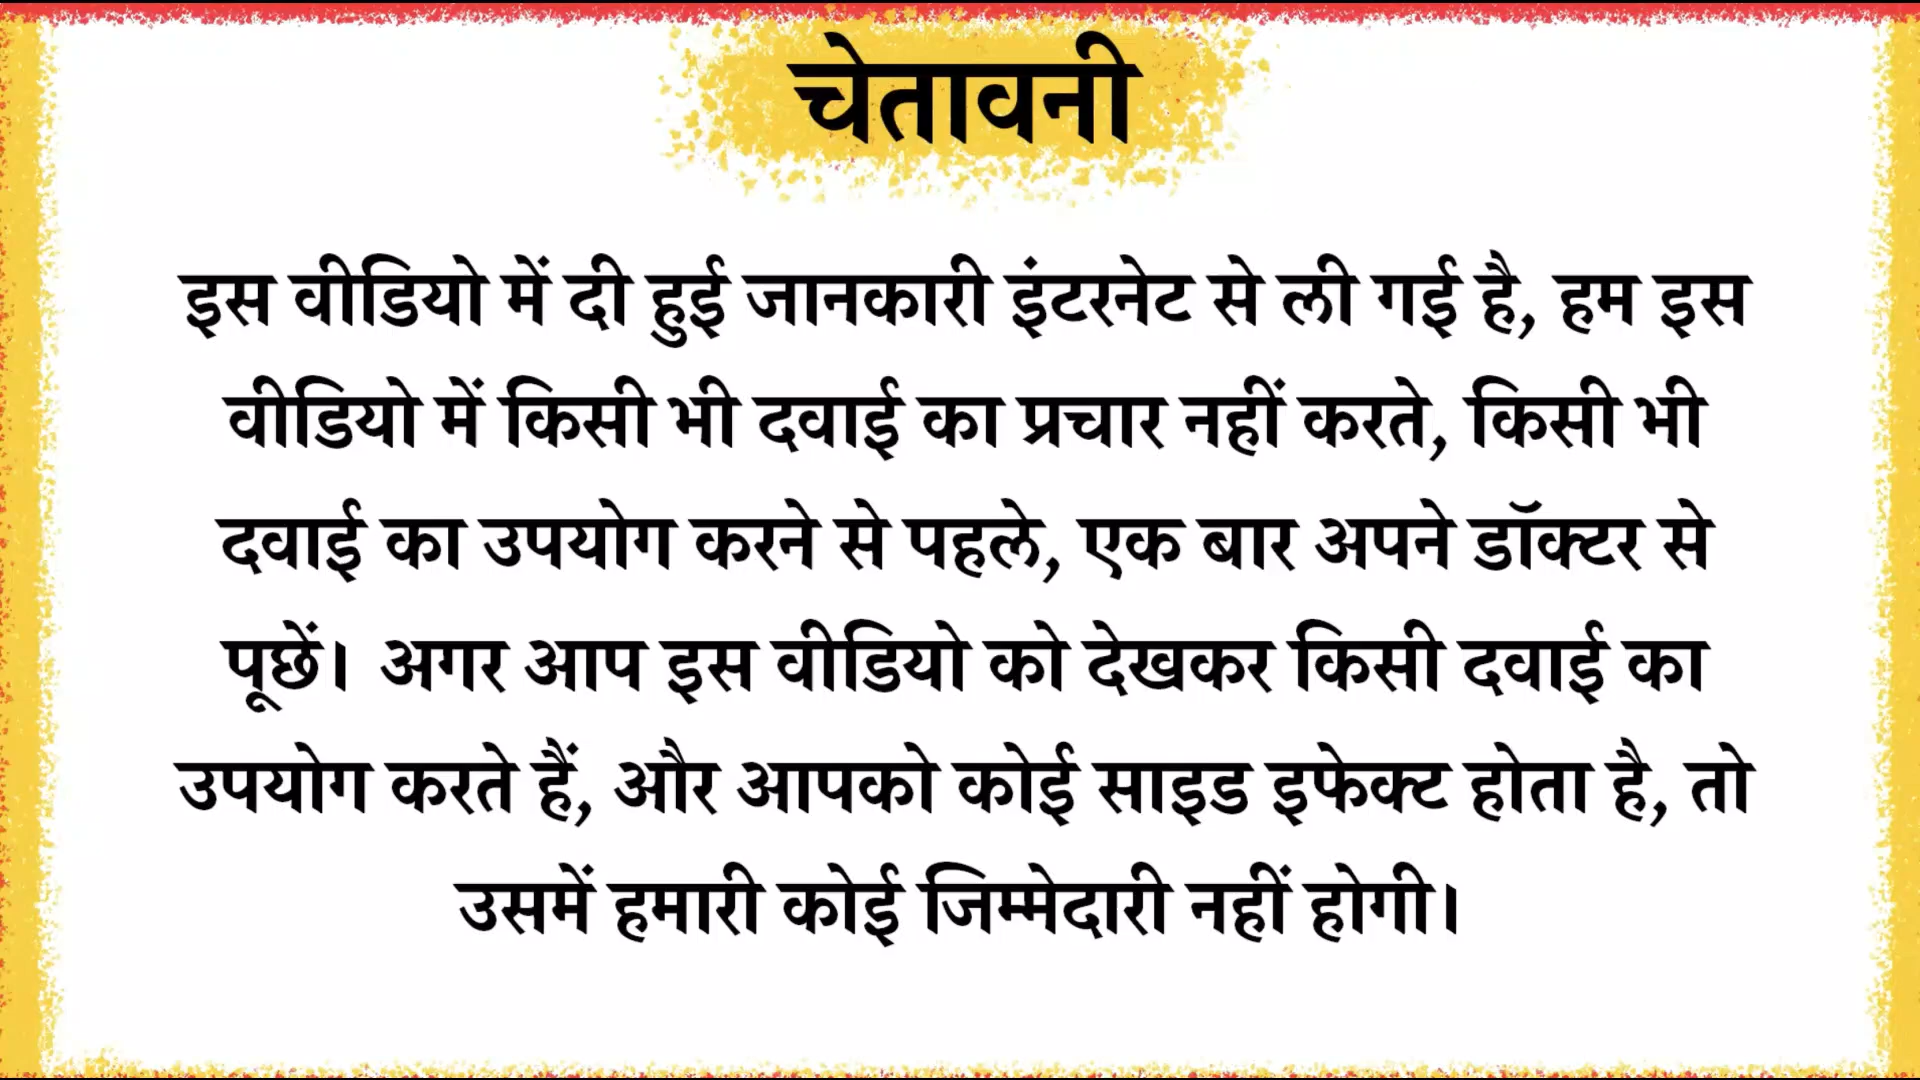 चेतावनी
इस वीडियो में दी हुई जानकारी इंटरनेट से ली गई है, हम इस
वीडियो में किसी भी दवाई का प्रचार नहीं करते, किसी भी
दवाई का उपयोग करने से पहले, एक बार अपने डॉक्टर से
पूछें। अगर आप इस वीडियो को देखकर किसी दवाई का
उपयोग करते हैं, और आपको कोई साइड इफेक्ट होता है, तो
उसमें हमारी कोई जिम्मेदारी नहीं होगी।